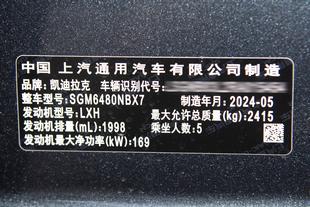 中国 上汽通用汽车有限公司制造
品牌：凯迪拉克 车辆识别代号：
整车型号：SGM6480NBX7 制造年月：2024-05
发动机型号：LXH 最大允许总质量（kg）：2415
发动机排量（mL）：1998 乘坐人数：5
发动机最大净功率（kW）：169